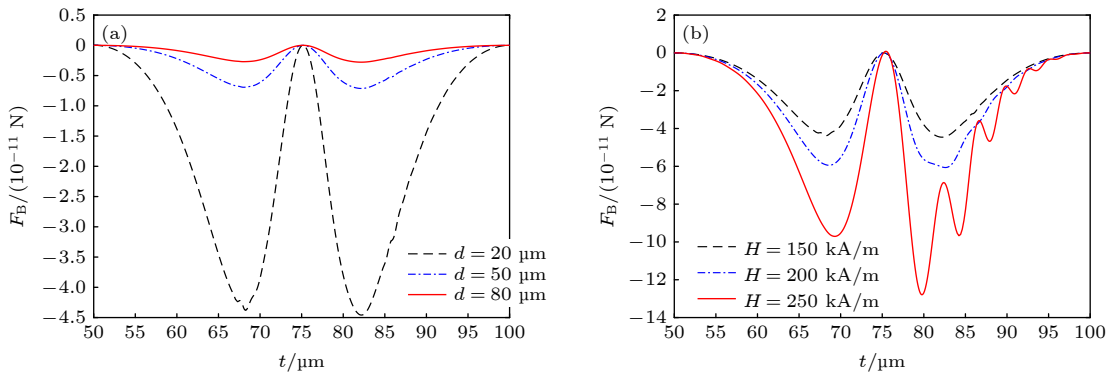 (a)
F_B/(10^−11 N)
0.5
0
−0.5
−1.0
−1.5
−2.0
−2.5
−3.0
−3.5
−4.0
−4.5
d = 20 µm
d = 50 µm
d = 80 µm
50 55 60 65 70 75 80 85 90 95 100
t/µm
(b)
F_B/(10^−11 N)
2
0
−2
−4
−6
−8
−10
−12
−14
H = 150 kA/m
H = 200 kA/m
H = 250 kA/m
50 55 60 65 70 75 80 85 90 95 100
t/µm